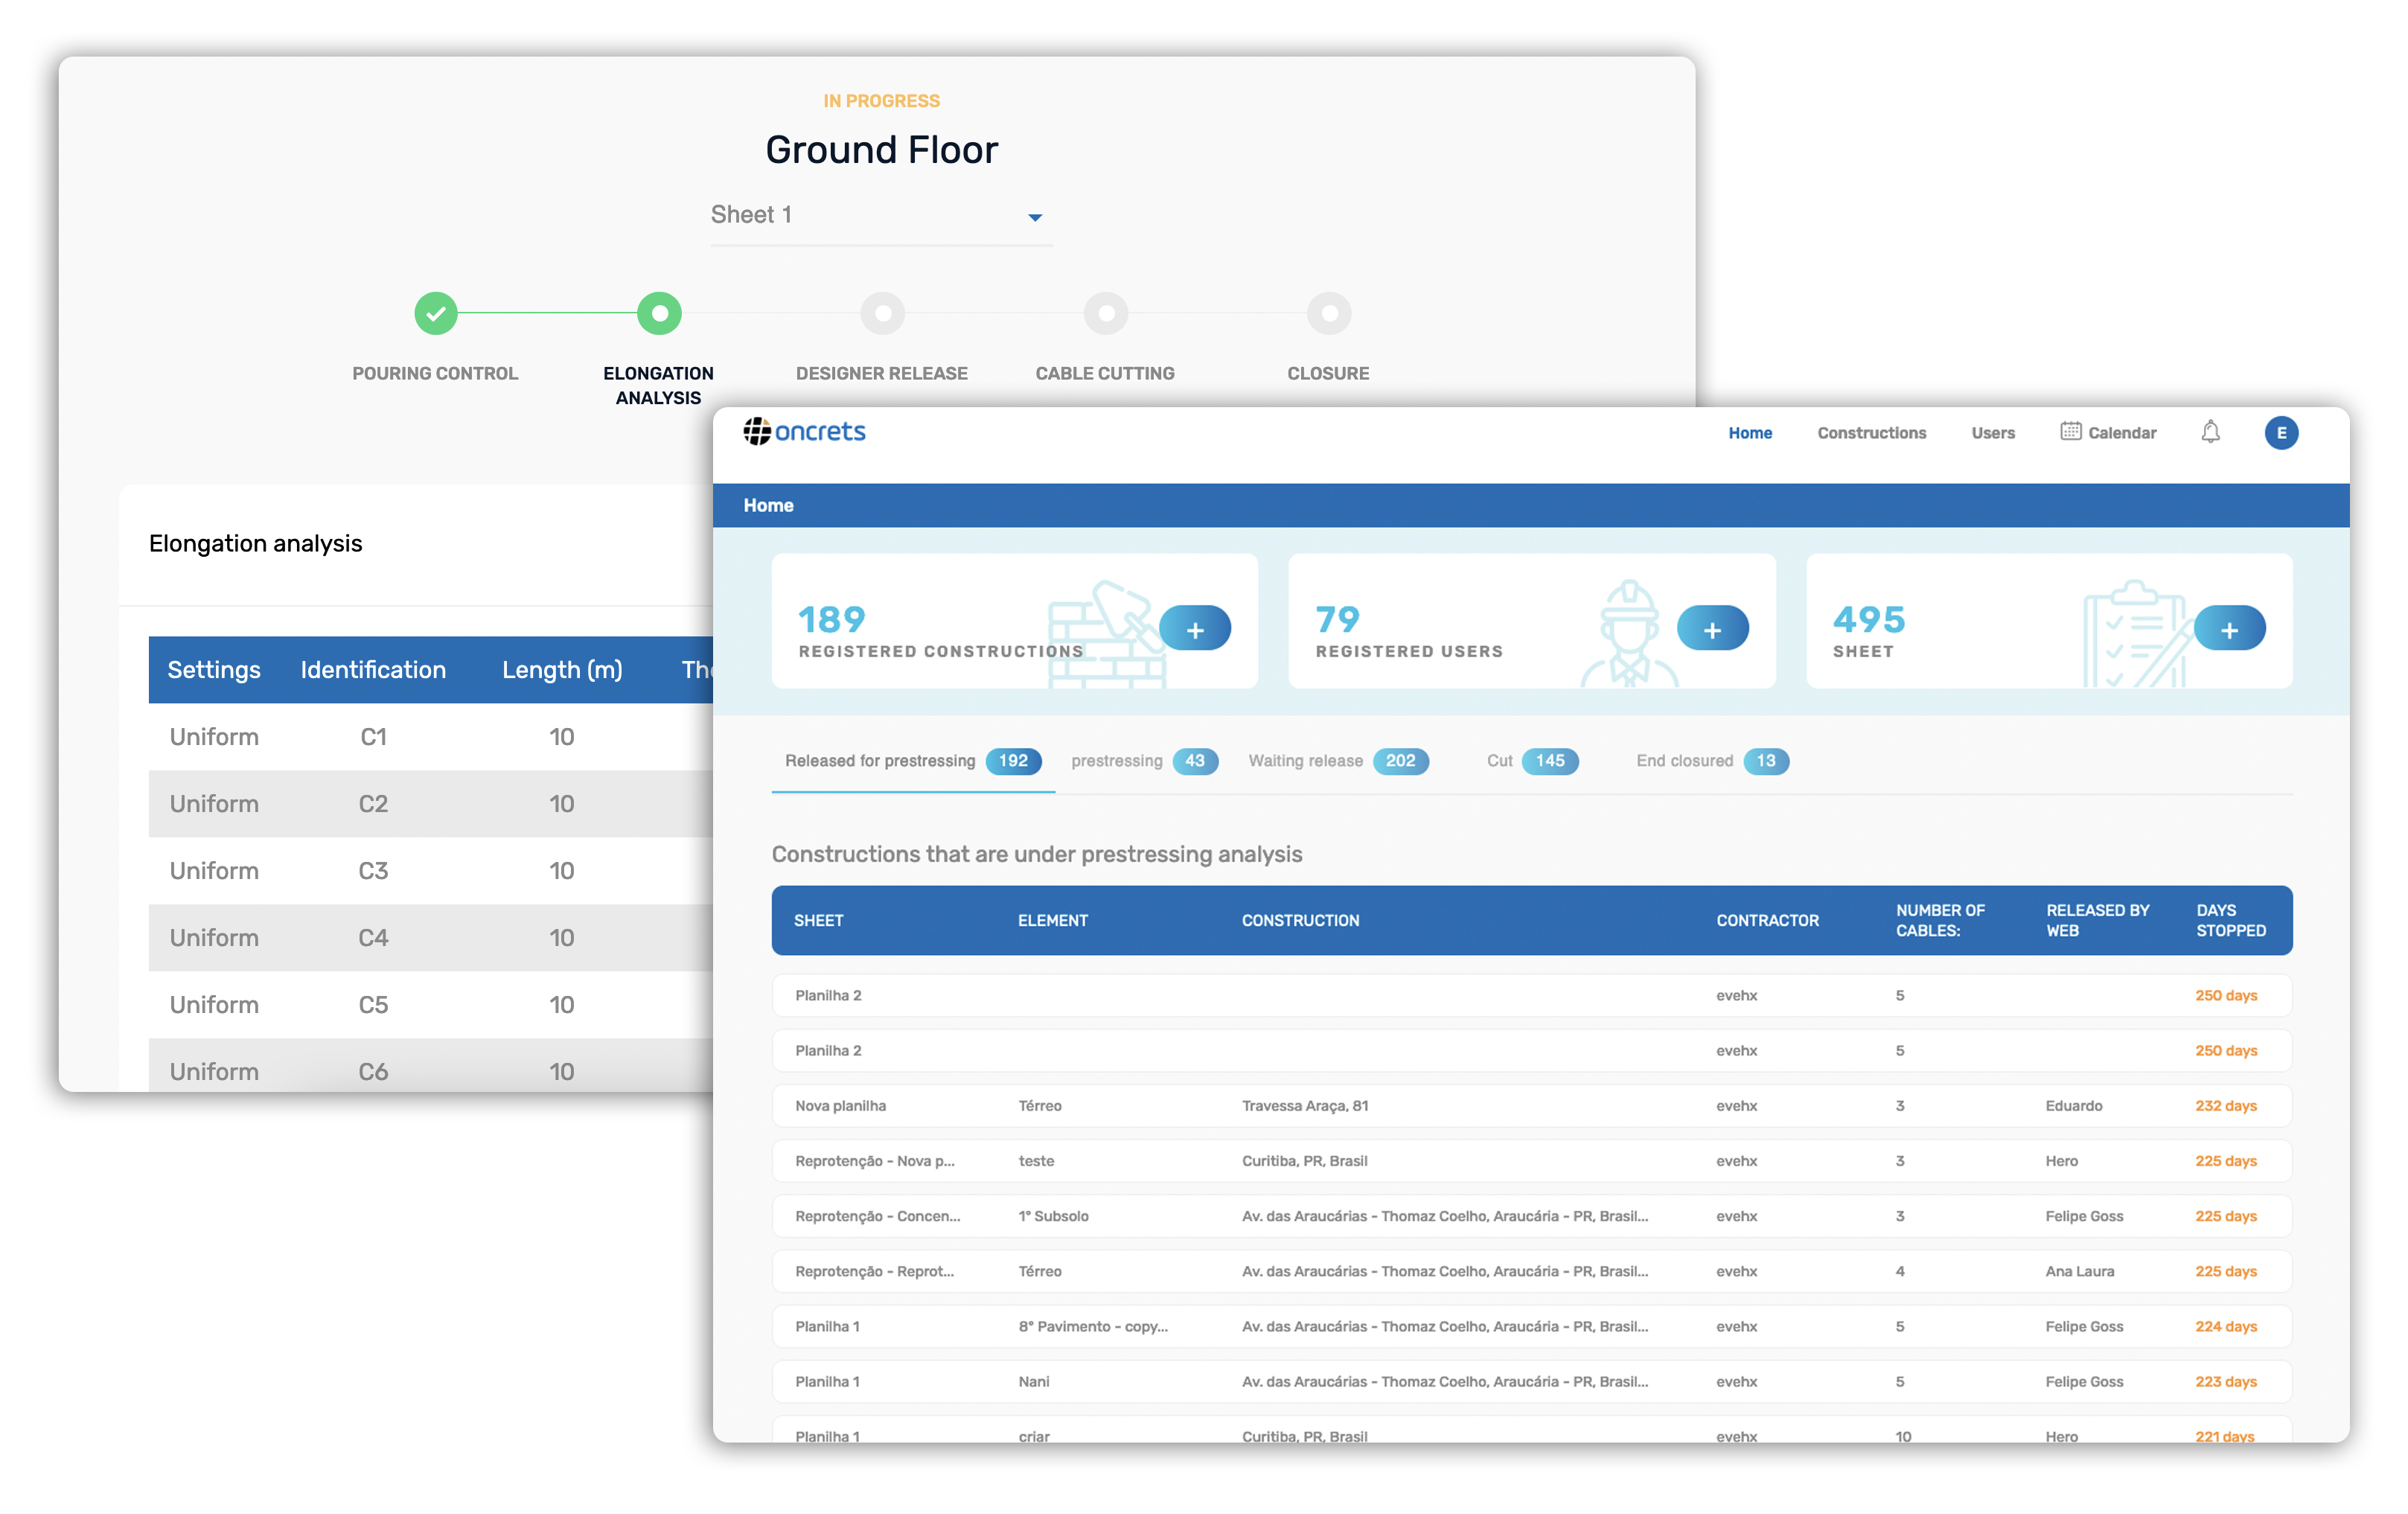 IN PROGRESS
Ground Floor
Sheet 1
POURING CONTROL
ELONGATION
ANALYSIS
DESIGNER RELEASE
CABLE CUTTING
CLOSURE
Elongation analysis
Settings Identification Length (m)
Uniform C1 10
Uniform C2 10
Uniform C3 10
Uniform C4 10
Uniform C5 10
Uniform C6 10
oncrets
Home Constructions Users Calendar E
Home
189
REGISTERED CONSTRUCTIONS
+
79
REGISTERED USERS
+
495
SHEET
+
Released for prestressing 192 prestressing 43 Waiting release 202 Cut 145 End closured 13
Constructions that are under prestressing analysis
SHEET ELEMENT CONSTRUCTION CONTRACTOR NUMBER OF CABLES: RELEASED BY WEB DAYS STOPPED
Planilha 2 evehx 5 250 days
Planilha 2 evehx 5 250 days
Nova planilha Térreo Travessa Araça, 81 evehx 3 Eduardo 232 days
Reprotenção - Nova p... teste Curitiba, PR, Brasil evehx 3 Hero 225 days
Reprotenção - Concen... 1° Subsolo Av. das Araucárias - Thomaz Coelho, Araucária - PR, Brasil... evehx 3 Felipe Goss 225 days
Reprotenção - Reprot... Térreo Av. das Araucárias - Thomaz Coelho, Araucária - PR, Brasil... evehx 4 Ana Laura 225 days
Planilha 1 8° Pavimento - copy... Av. das Araucárias - Thomaz Coelho, Araucária - PR, Brasil... evehx 5 Felipe Goss 224 days
Planilha 1 Nani Av. das Araucárias - Thomaz Coelho, Araucária - PR, Brasil... evehx 5 Felipe Goss 223 days
Planilha 1 criar Curitiba, PR, Brasil evehx 10 Hero 221 days